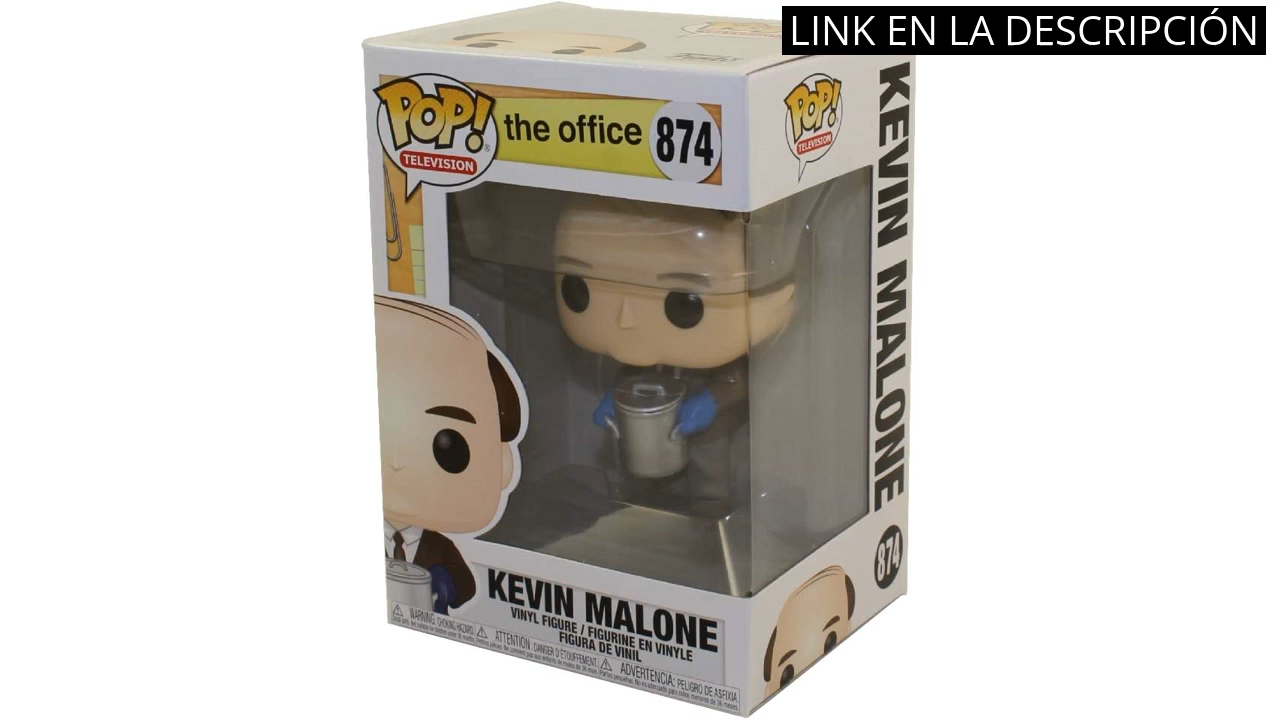 LINK EN LA DESCRIPCIÓN
POP!
TELEVISION
the office
874
POP!
TELEVISION
KEVIN MALONE
874
KEVIN MALONE
VINYL FIGURE / FIGURINE EN VINYLE
FIGURA DE VINIL
WARNING: CHOKING HAZARD.
ATTENTION: DANGER D'ÉTOUFFEMENT.
ADVERTENCIA: PELIGRO DE ASFIXIA.